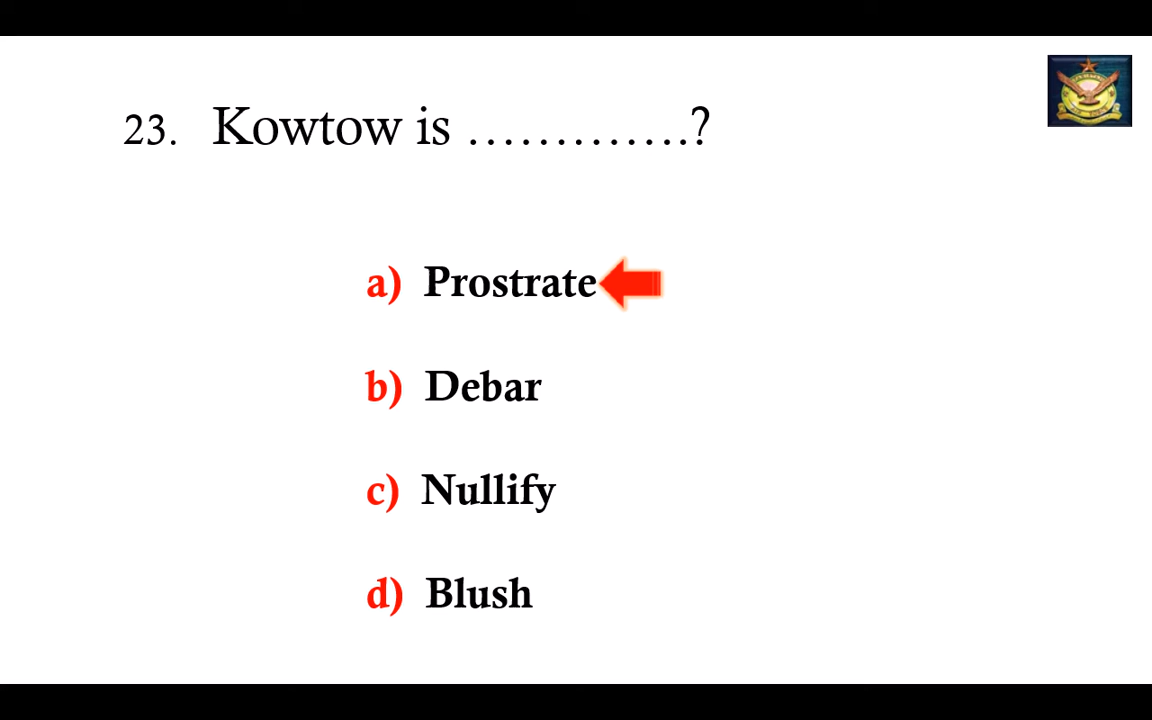 23. Kowtow is .............?
a) Prostrate
b) Debar
c) Nullify
d) Blush